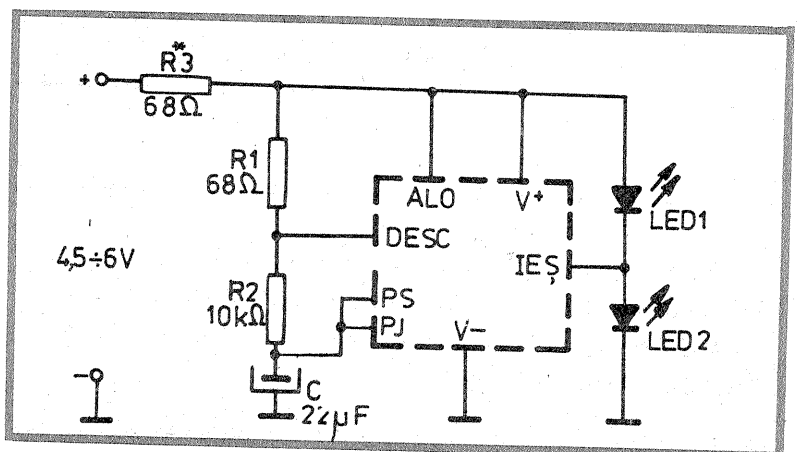 R3*
+
68Ω
R1
68Ω
ALO
V+
LED1
DESC
4,5÷6V
IEȘ
R2
10kΩ
PS
PJ
V-
LED2
-
C
22μF